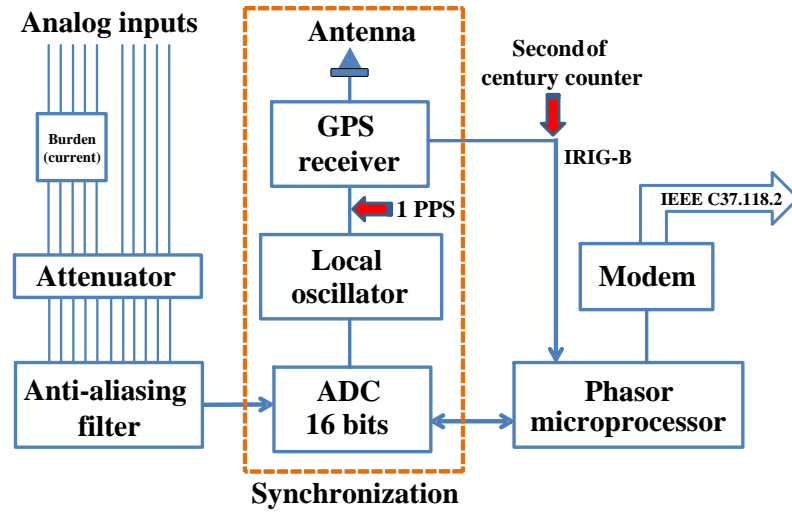 Analog inputs
Burden
(current)
Attenuator
Anti-aliasing
filter
Antenna
GPS
receiver
1 PPS
Local
oscillator
ADC
16 bits
Synchronization
Second of
century counter
IRIG-B
IEEE C37.118.2
Modem
Phasor
microprocessor